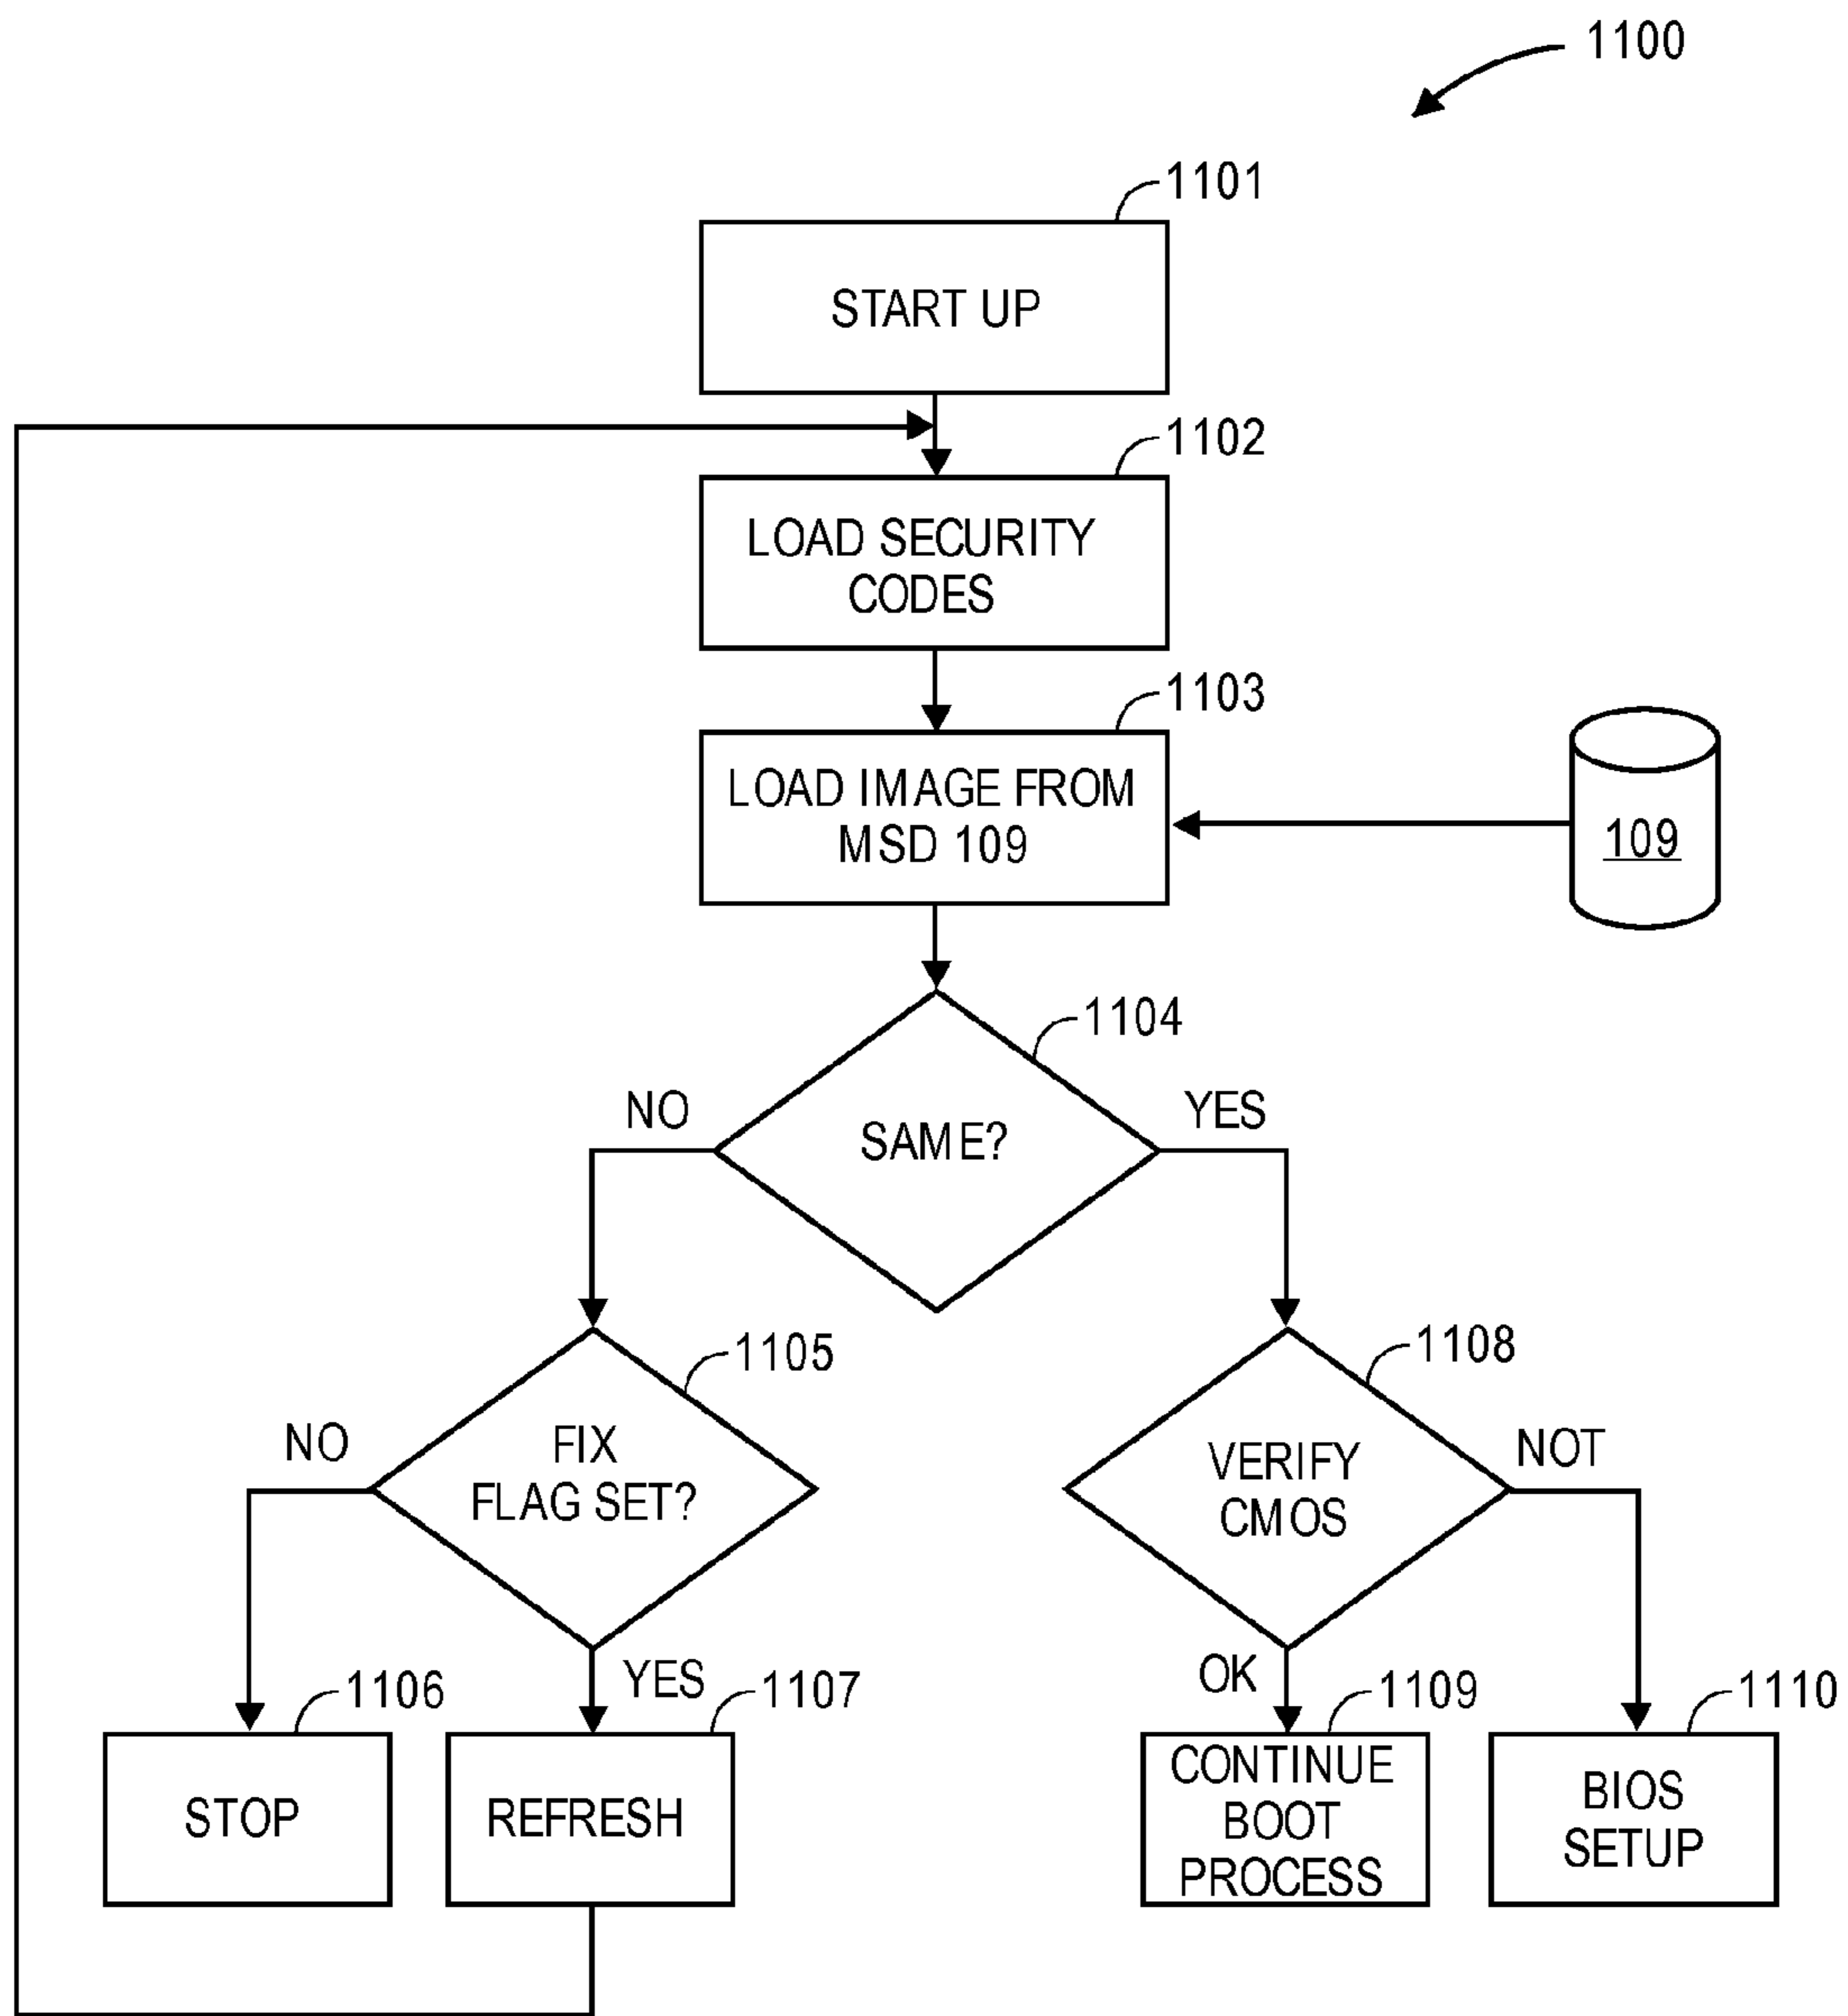 1100
1101
START UP
1102
LOAD SECURITY
CODES
1103
LOAD IMAGE FROM
MSD 109
109
1104
NO
SAME?
YES
1105
1108
NO
FIX
FLAG SET?
VERIFY
CMOS
NOT
1106
YES
1107
OK
1109
1110
STOP
REFRESH
CONTINUE
BOOT
PROCESS
BIOS
SETUP